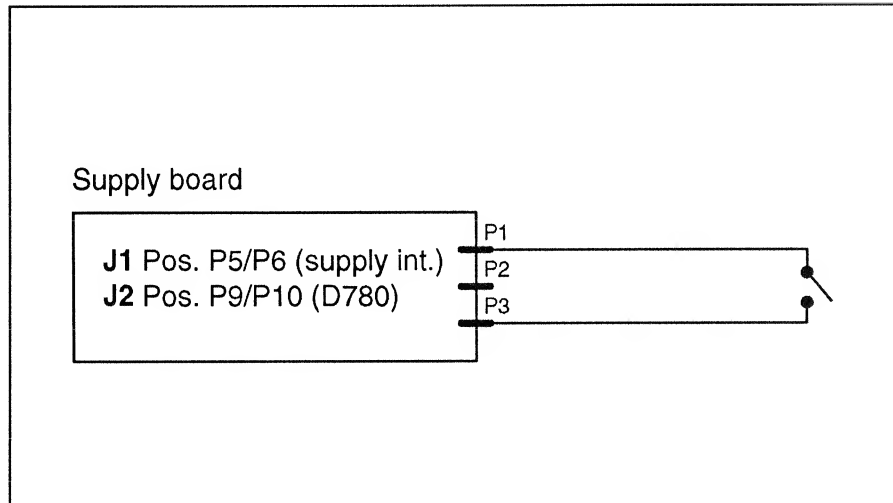 Supply board
J1 Pos. P5/P6 (supply int.)
J2 Pos. P9/P10 (D780)
P1
P2
P3